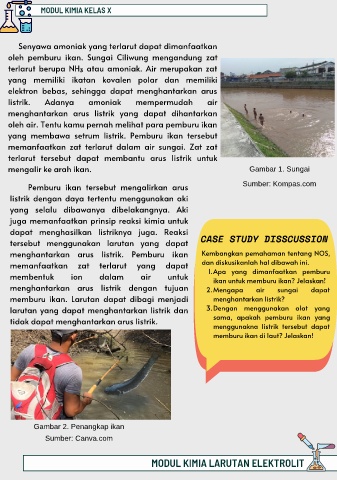 MODUL KIMIA KELAS X
Senyawa amoniak yang terlarut dapat dimanfaatkan
oleh pemburu ikan. Sungai Ciliwung mengandung zat
terlarut berupa NH₃ atau amoniak. Air merupakan zat
yang memiliki ikatan kovalen polar dan memiliki
elektron bebas, sehingga dapat menghantarkan arus
listrik. Adanya amoniak mempermudah air
menghantarkan arus listrik yang dapat dihantarkan
oleh air. Tentu kamu pernah melihat para pemburu ikan
yang membawa setrum listrik. Pemburu ikan tersebut
memanfaatkan zat terlarut dalam air sungai. Zat zat
terlarut tersebut dapat membantu arus listrik untuk
mengalir ke arah ikan.
Gambar 1. Sungai
Sumber: Kompas.com
Pemburu ikan tersebut mengalirkan arus
listrik dengan daya tertentu menggunakan aki
yang selalu dibawanya dibelakangnya. Aki
juga memanfaatkan prinsip reaksi kimia untuk
dapat menghasilkan listriknya juga. Reaksi
tersebut menggunakan larutan yang dapat
menghantarkan arus listrik. Pemburu ikan
memanfaatkan zat terlarut yang dapat
membentuk ion dalam air untuk
menghantarkan arus listrik dengan tujuan
memburu ikan. Larutan dapat dibagi menjadi
larutan yang dapat menghantarkan listrik dan
tidak dapat menghantarkan arus listrik.
CASE STUDY DISSCUSSION
Kembangkan pemahaman tentang NOS,
dan diskusikanlah hal dibawah ini.
1.Apa yang dimanfaatkan pemburu
ikan untuk memburu ikan? Jelaskan!
2.Mengapa air sungai dapat
menghantarkan listrik?
3.Dengan menggunakan alat yang
sama, apakah pemburu ikan yang
menggunakna listrik tersebut dapat
memburu ikan di laut? Jelaskan!
Gambar 2. Penangkap ikan
Sumber: Canva.com
MODUL KIMIA LARUTAN ELEKTROLIT